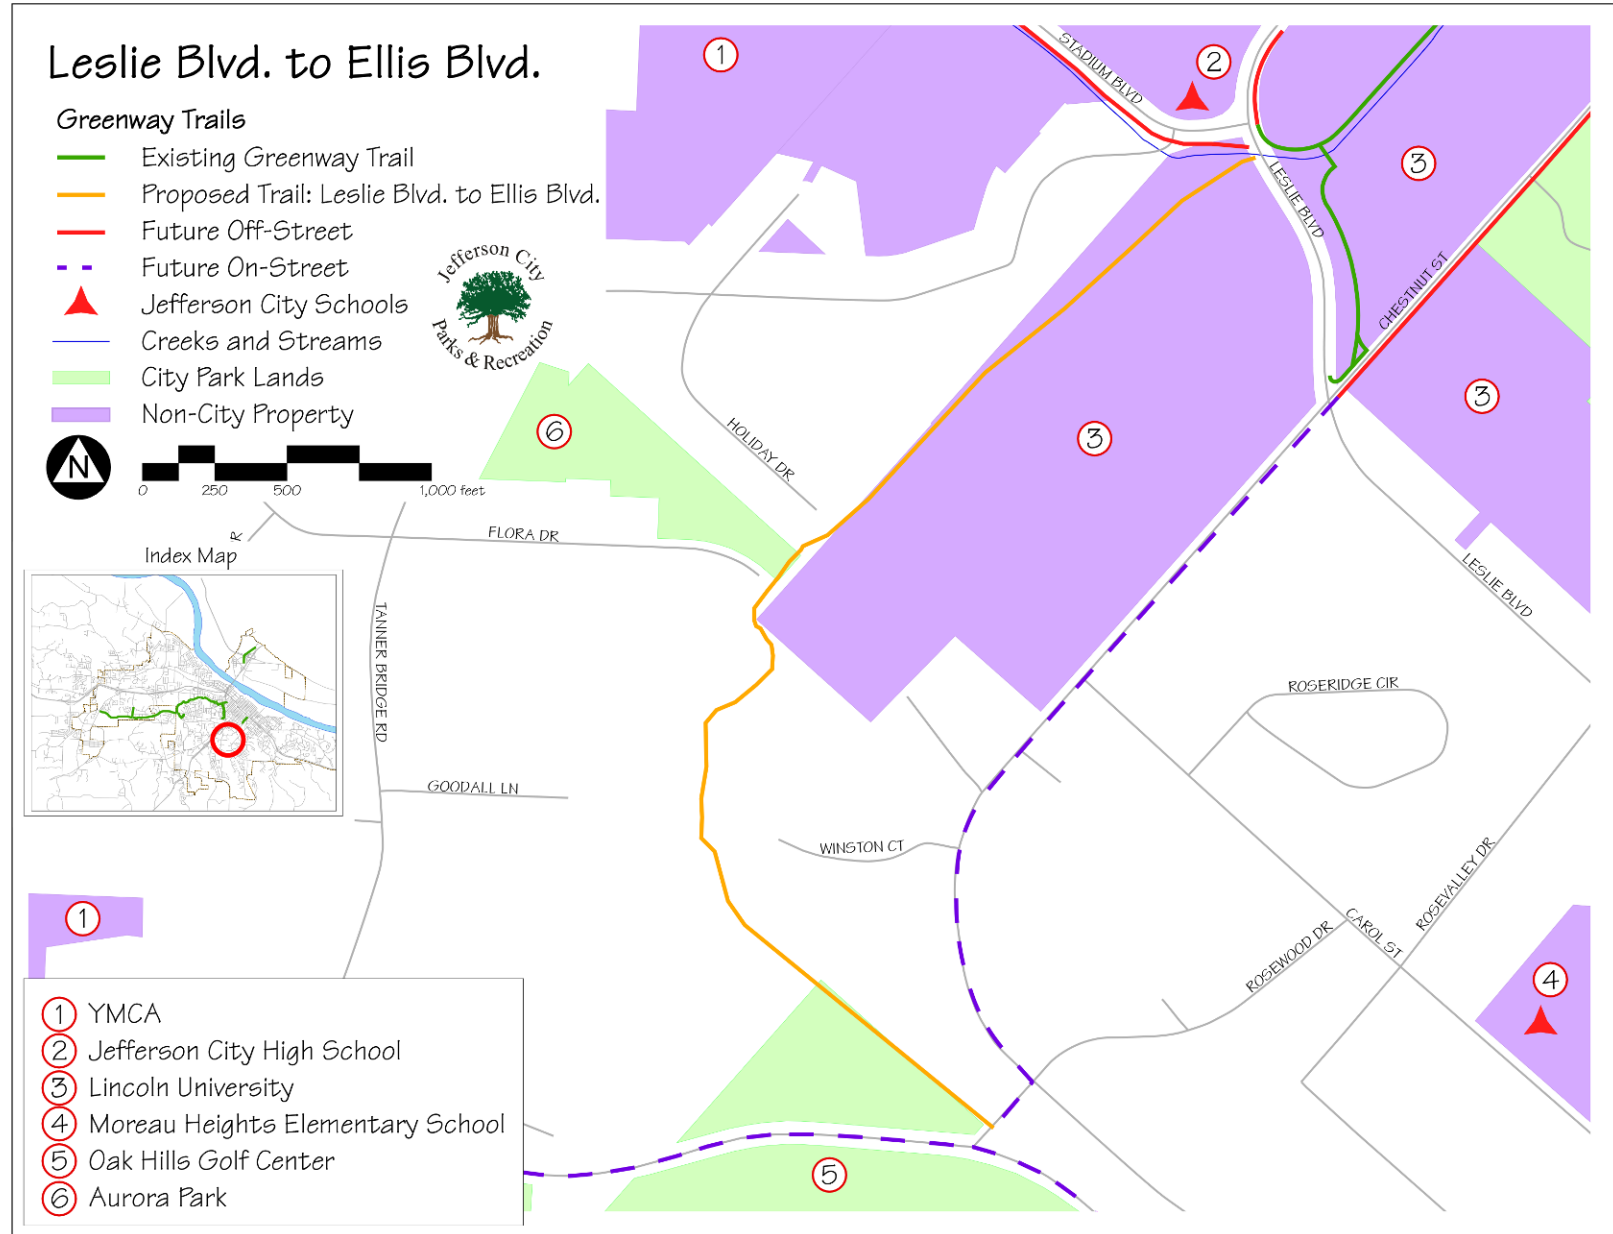 Leslie Blvd. to Ellis Blvd.
Greenway Trails
Existing Greenway Trail
Proposed Trail: Leslie Blvd. to Ellis Blvd.
Future Off-Street
Future On-Street
Jefferson City Schools
Creeks and Streams
City Park Lands
Non-City Property
Jefferson City
Parks & Recreation
N
0 250 500 1,000 feet
Index Map
R
1
2
3
3
3
6
4
1
5
STADIUM BLVD
LESLIE BLVD
CHESTNUT ST
HOLIDAY DR
FLORA DR
TANNER BRIDGE RD
LESLIE BLVD
ROSERIDGE CIR
GOODALL LN
WINSTON CT
ROSEVALLEY DR
CAROL ST
ROSEWOOD DR
1 YMCA
2 Jefferson City High School
3 Lincoln University
4 Moreau Heights Elementary School
5 Oak Hills Golf Center
6 Aurora Park